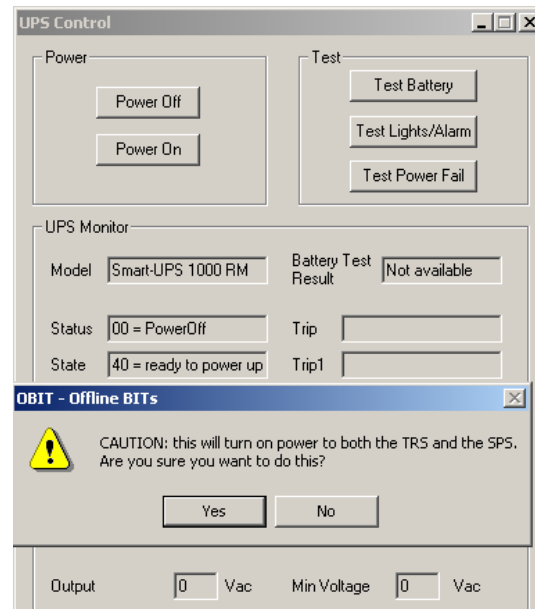 UPS Control
Power
Test
Power Off
Test Battery
Power On
Test Lights/Alarm
Test Power Fail
UPS Monitor
Model Smart-UPS 1000 RM
Battery Test
Result
Not available
Status 00 = PowerOff
Trip
State 40 = ready to power up
Trip1
OBIT - Offline BITs
CAUTION: this will turn on power to both the TRS and the SPS.
Are you sure you want to do this?
Yes
No
Output 0 Vac
Min Voltage 0 Vac